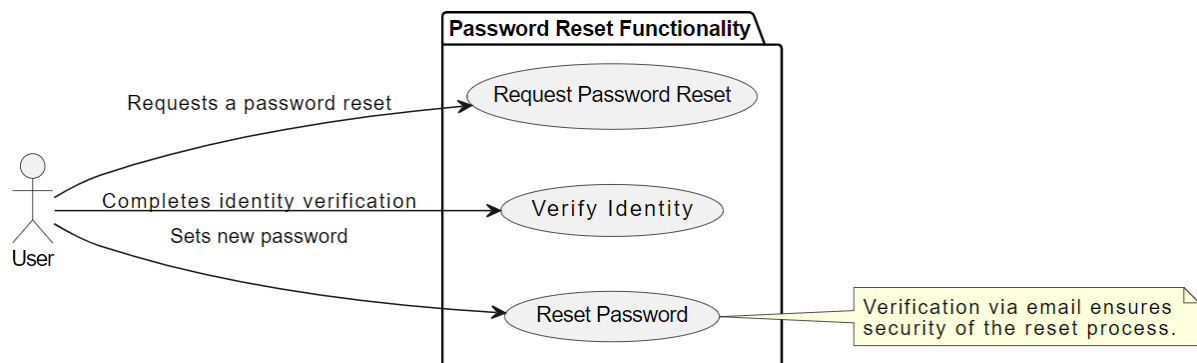 Password Reset Functionality
Request Password Reset
Requests a password reset
Completes identity verification
Verify Identity
Sets new password
User
Reset Password
Verification via email ensures
security of the reset process.